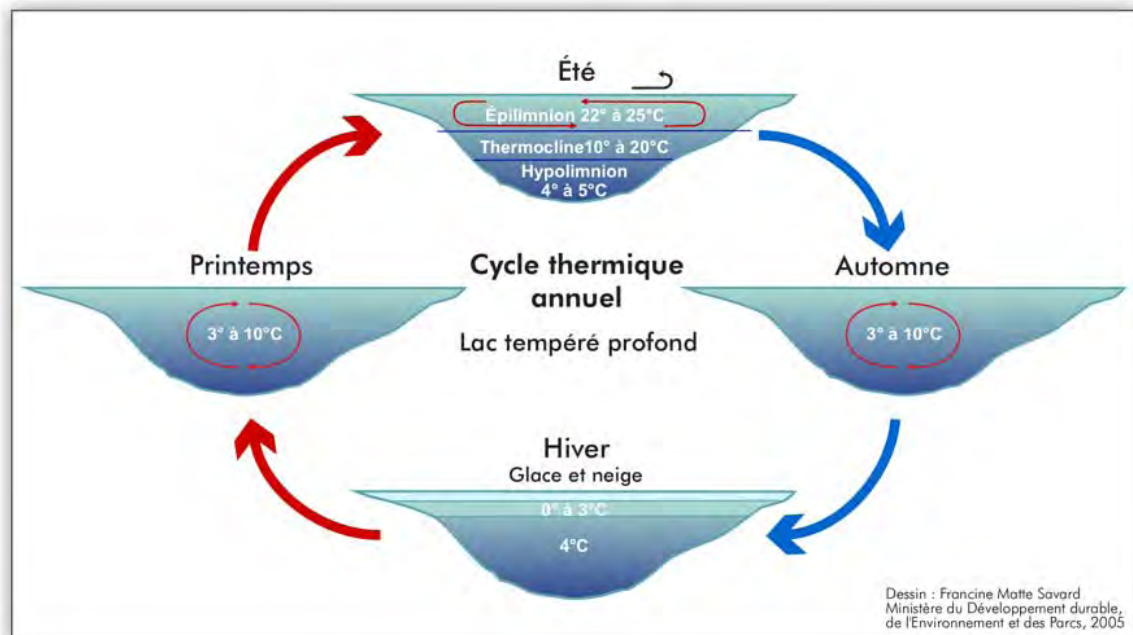 Été
Épilimnion 22° à 25°C
Thermocline10° à 20°C
Hypolimnion
4° à 5°C
Printemps
3° à 10°C
Cycle thermique
annuel
Lac tempéré profond
Automne
3° à 10°C
Hiver
Glace et neige
0° à 3°C
4°C
Dessin : Francine Matte Savard
Ministère du Développement durable,
de l'Environnement et des Parcs, 2005